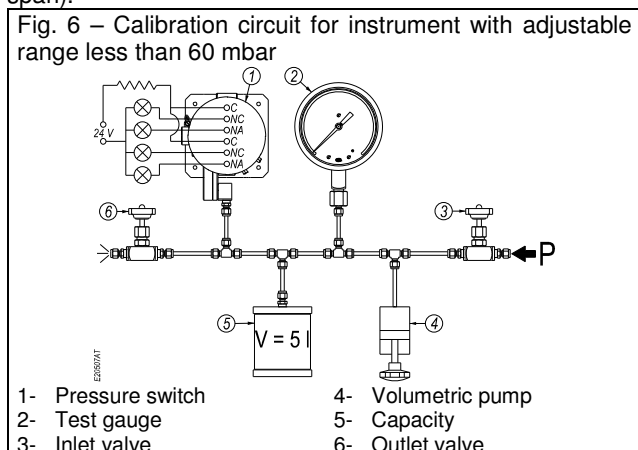 span).
Fig. 6 – Calibration circuit for instrument with adjustable
range less than 60 mbar
1
2
C
NC
NA
C
NC
NA
24 V
6
3
P
5
V = 5 l
4
E20507AT
1- Pressure switch
4- Volumetric pump
2- Test gauge
5- Capacity
3- Inlet valve
6- Outlet valve